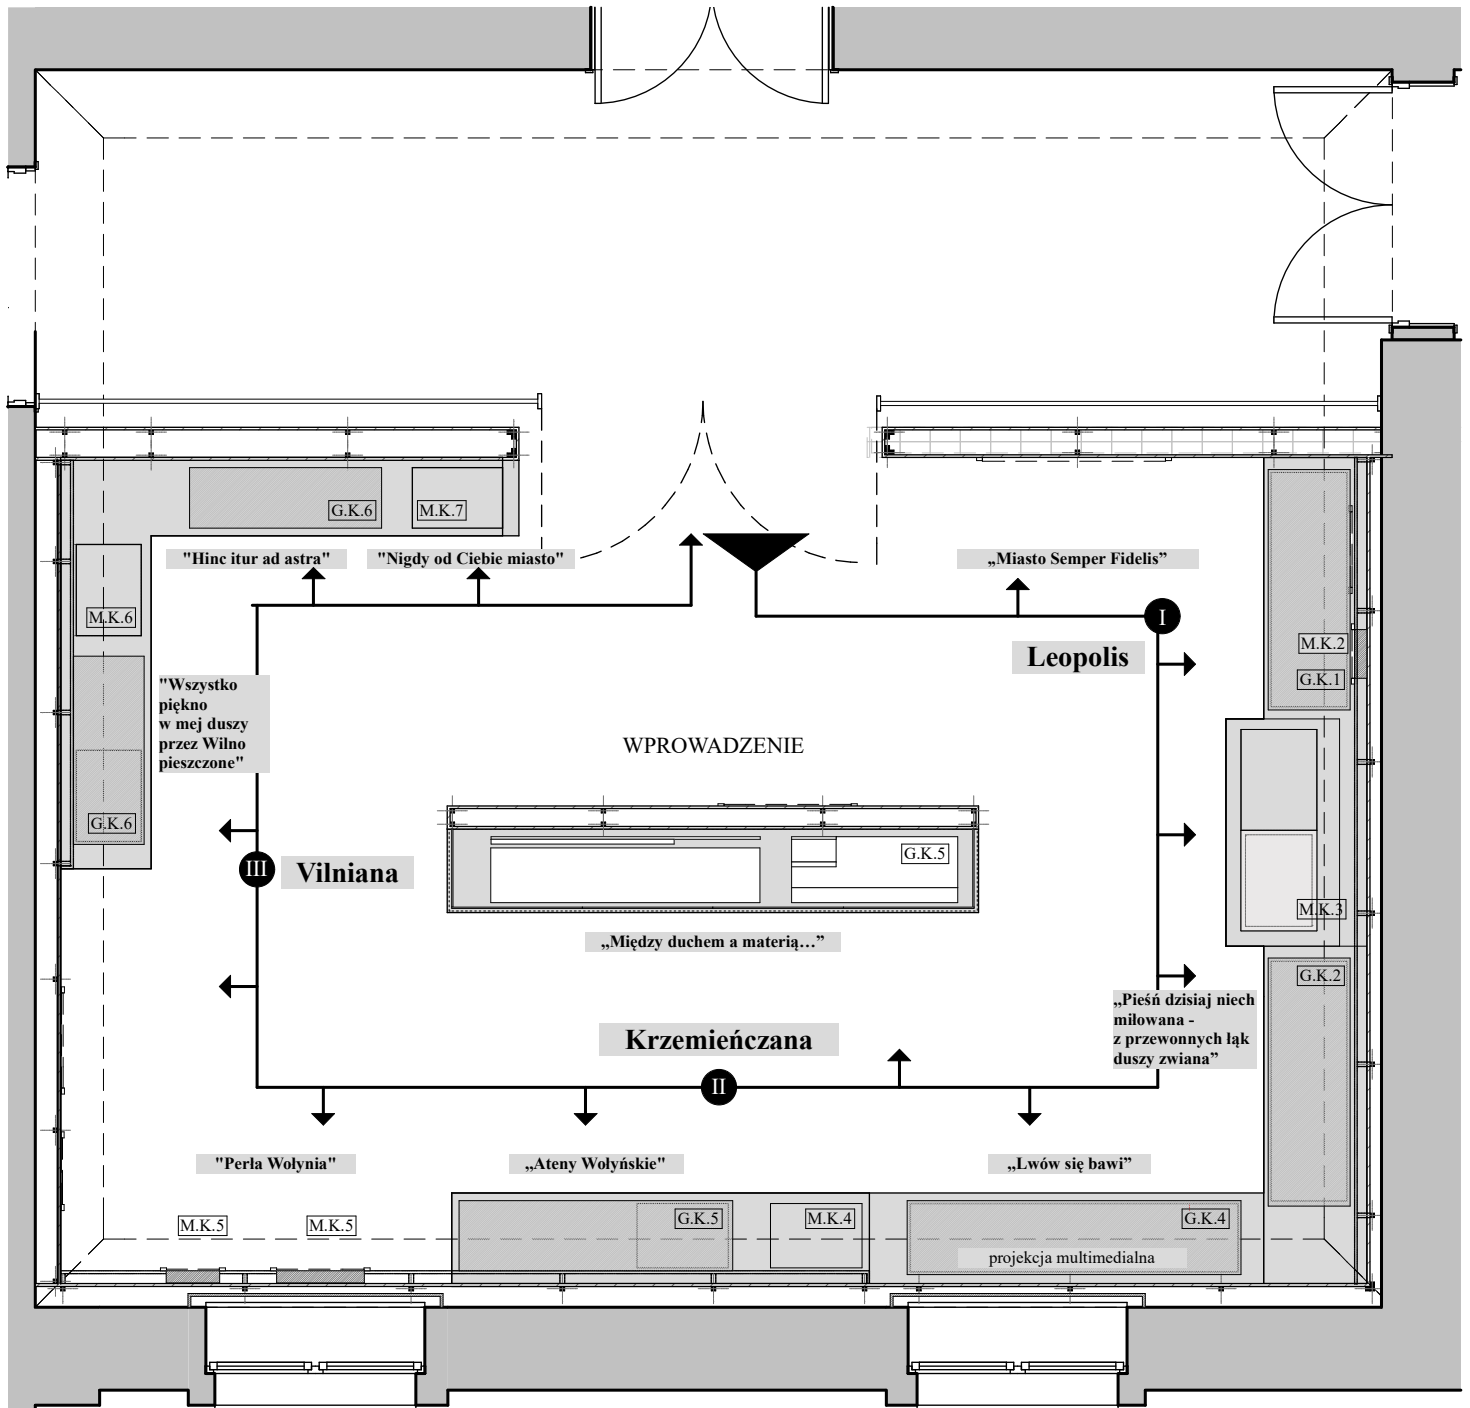 G.K.6
M.K.7
"Hinc itur ad astra"
"Nigdy od Ciebie miasto"
„Miasto Semper Fidelis”
M.K.6
I
Leopolis
M.K.2
G.K.1
"Wszystko
piękno
w mej duszy
przez Wilno
pieszczone"
WPROWADZENIE
G.K.6
G.K.5
III
Vilniana
M.K.3
„Między duchem a materią…”
G.K.2
„Pieśń dzisiaj niech
miłowana -
z przewonnych łąk
duszy zwiana”
Krzemieńczana
II
"Perła Wołynia"
„Ateny Wołyńskie"
„Lwów się bawi”
M.K.5
M.K.5
G.K.5
M.K.4
G.K.4
projekcja multimedialna